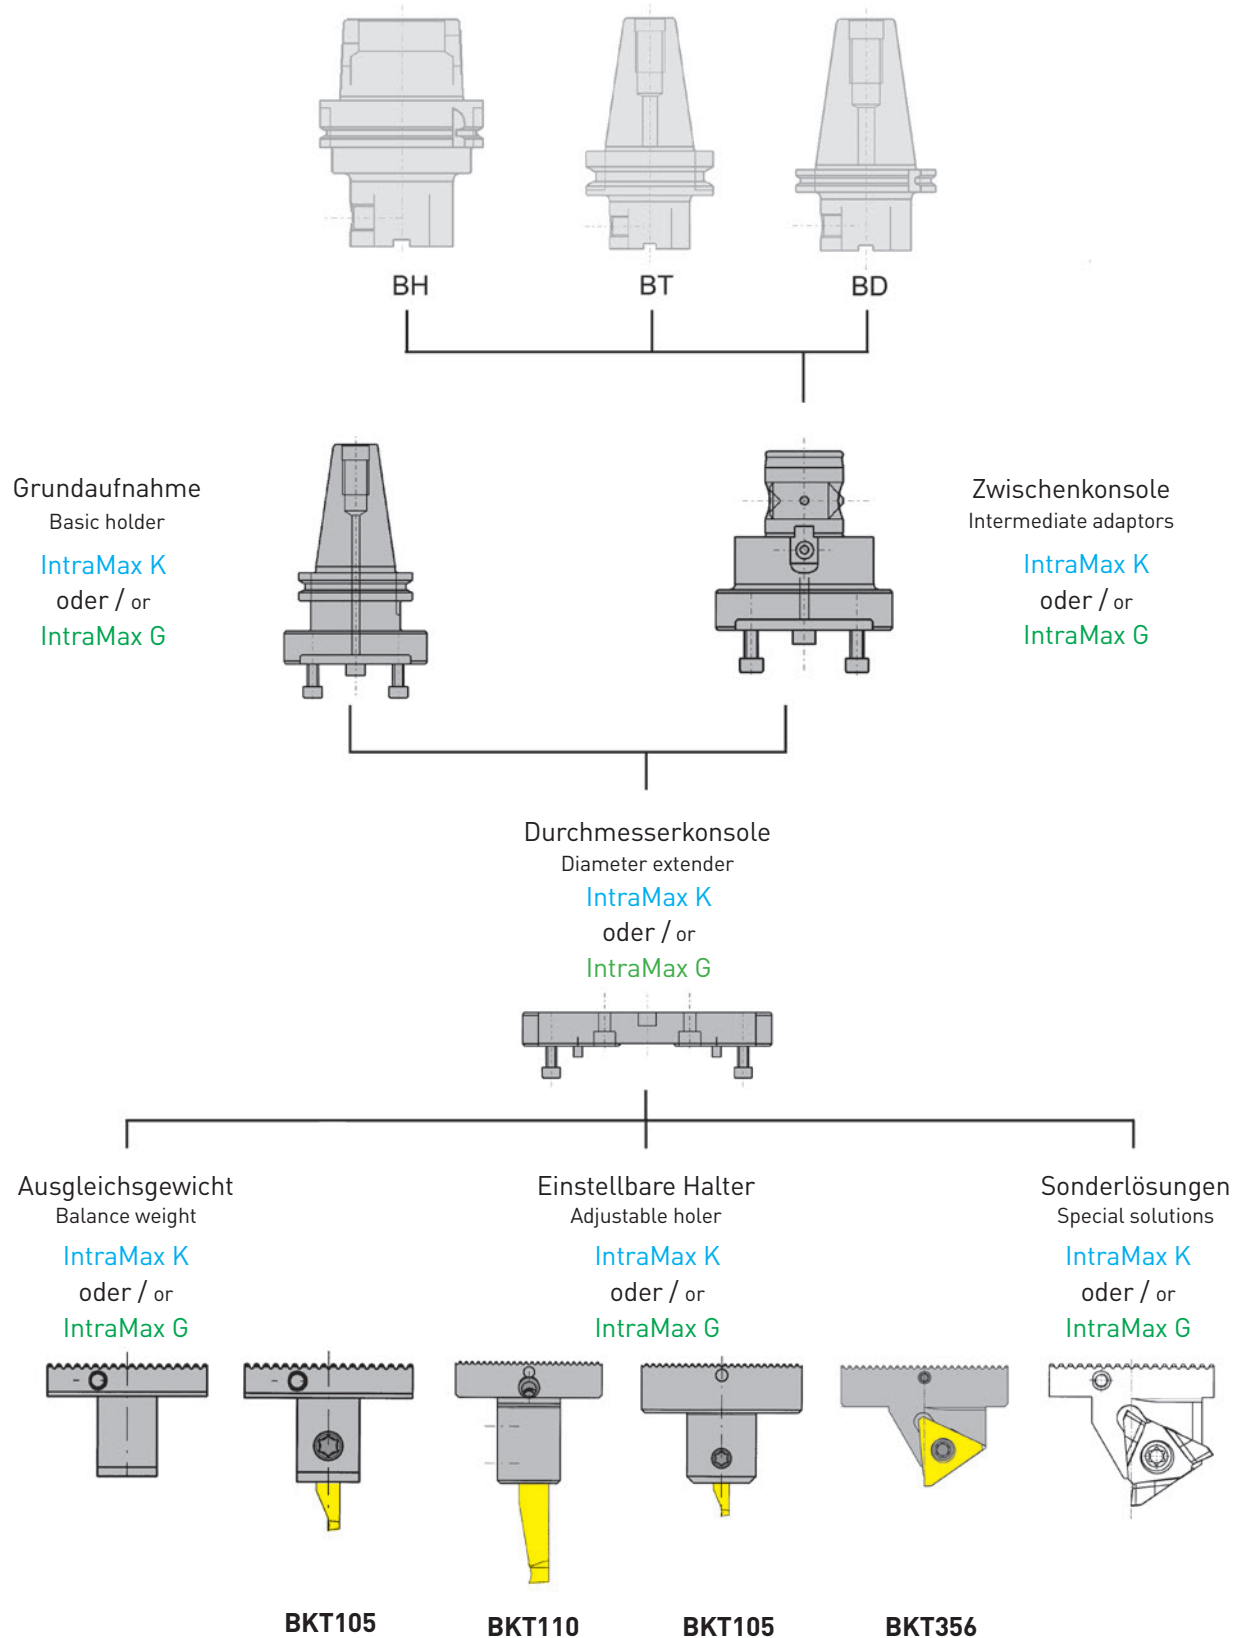 BH
BT
BD
Grundaufnahme
Basic holder
IntraMax K
oder / or
IntraMax G
Zwischenkonsole
Intermediate adaptors
IntraMax K
oder / or
IntraMax G
Durchmesserkonsole
Diameter extender
IntraMax K
oder / or
IntraMax G
Ausgleichsgewicht
Balance weight
IntraMax K
oder / or
IntraMax G
Einstellbare Halter
Adjustable holer
IntraMax K
oder / or
IntraMax G
Sonderlösungen
Special solutions
IntraMax K
oder / or
IntraMax G
BKT105
BKT110
BKT105
BKT356